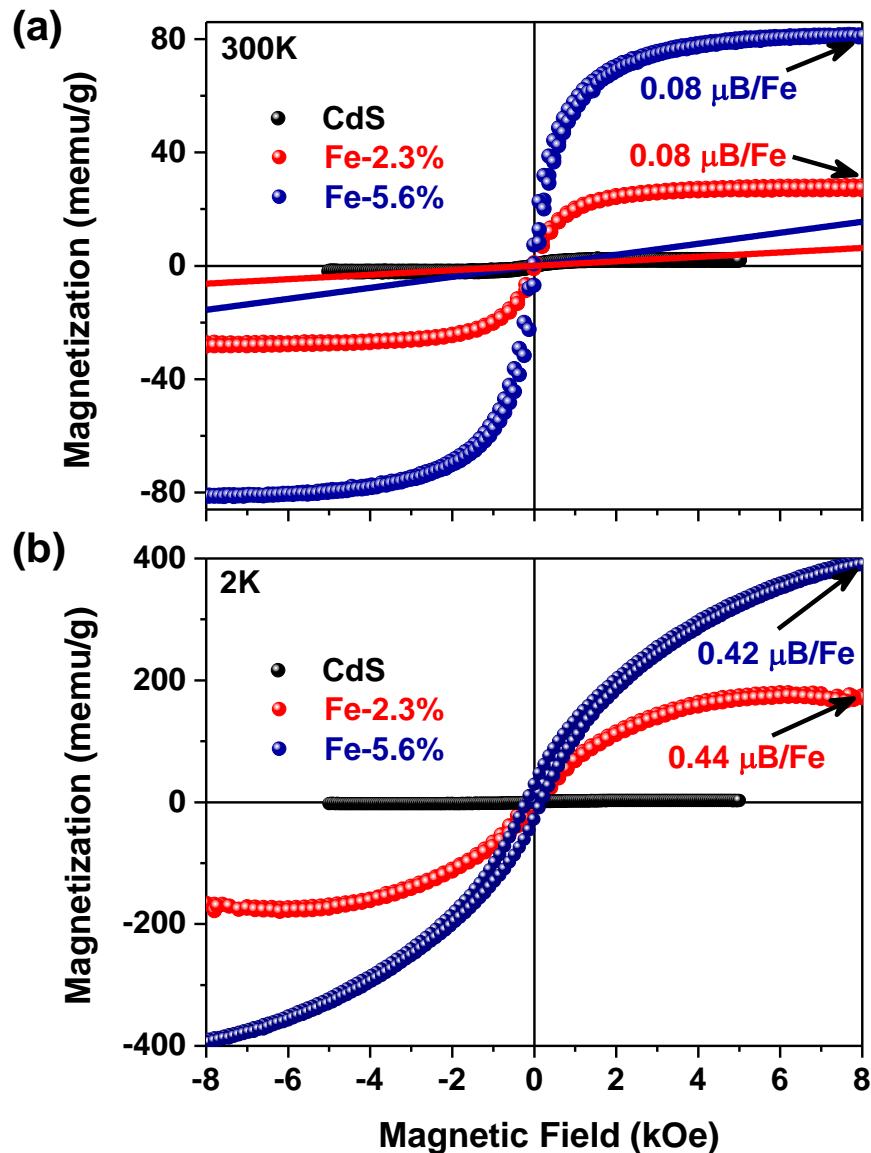 (a)
300K
CdS
Fe-2.3%
Fe-5.6%
0.08 μB/Fe
0.08 μB/Fe
80
40
0
-40
-80
Magnetization (memu/g)
(b)
2K
CdS
Fe-2.3%
Fe-5.6%
0.42 μB/Fe
0.44 μB/Fe
400
200
0
-200
-400
Magnetization (memu/g)
-8 -6 -4 -2 0 2 4 6 8
Magnetic Field (kOe)